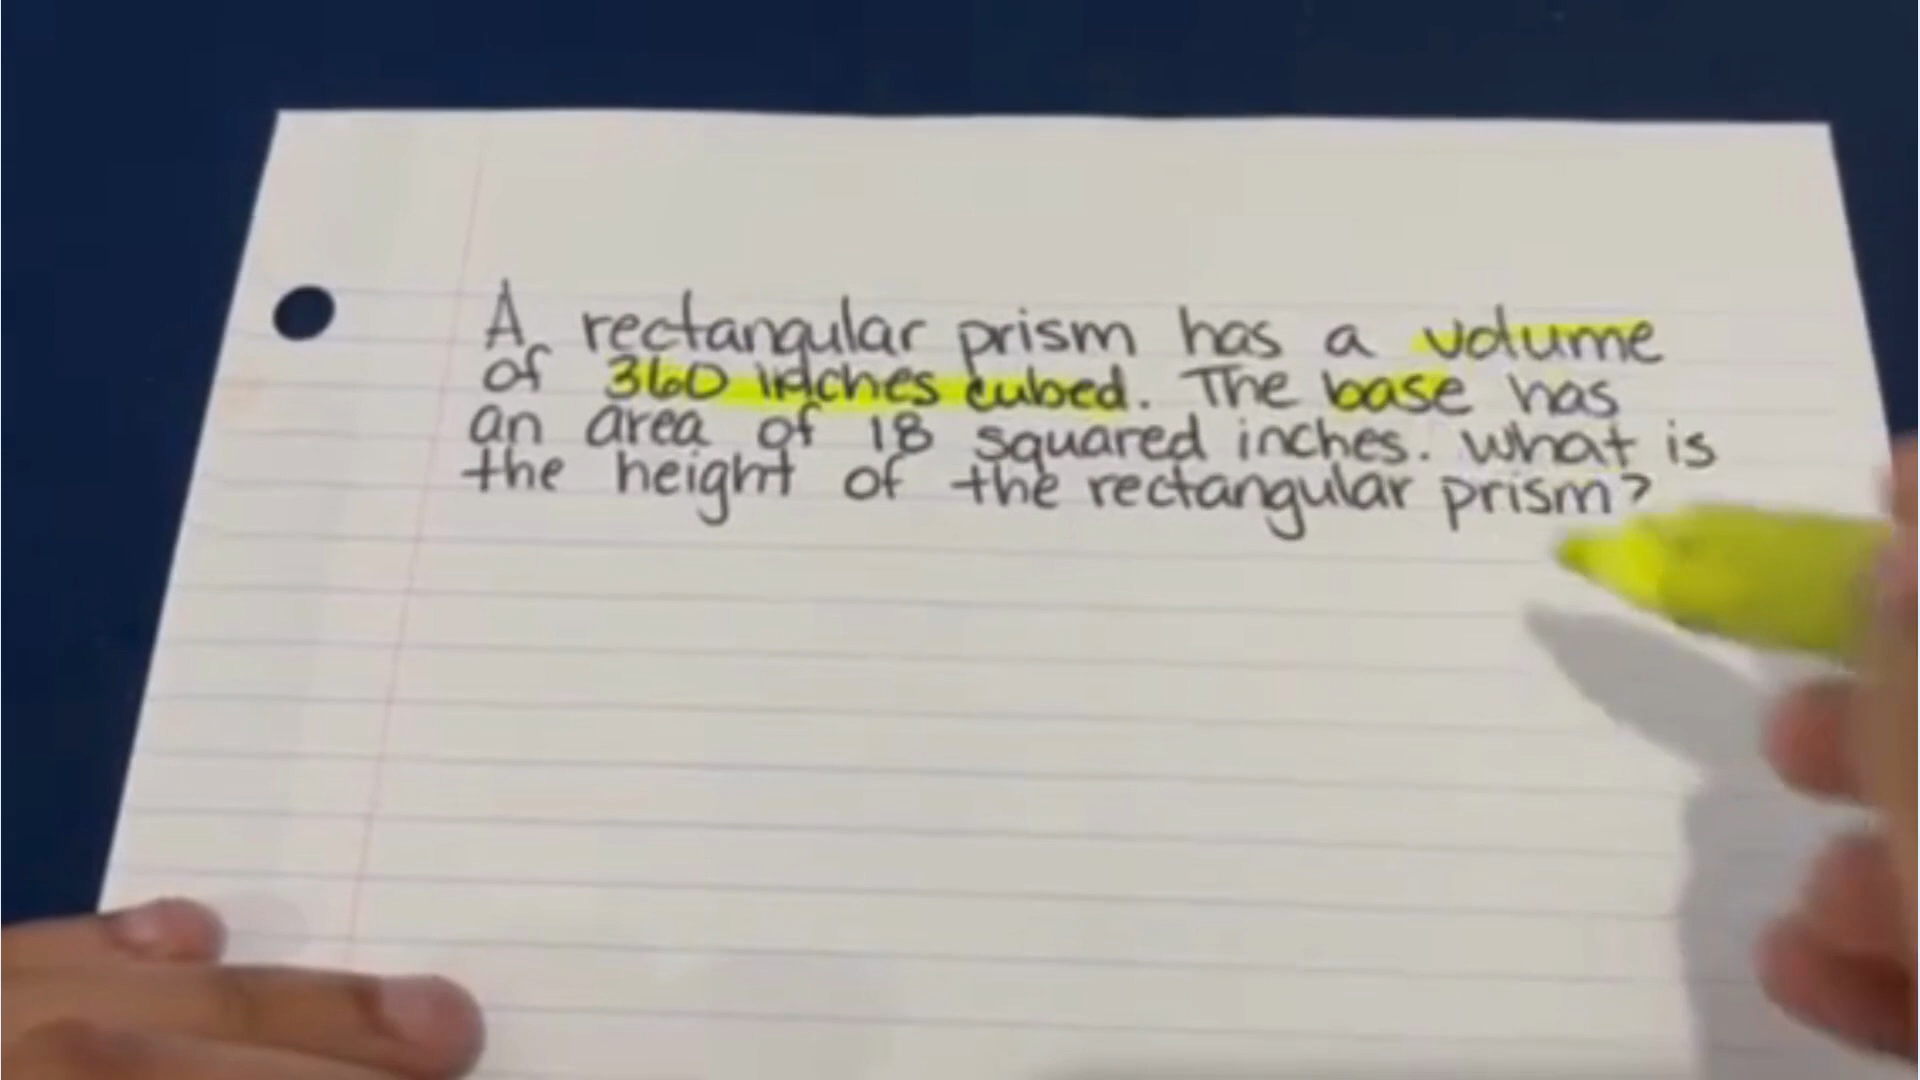 A rectangular prism has a volume
of 360 inches cubed. The base has
an area of 18 squared inches. What is
the height of the rectangular prism?